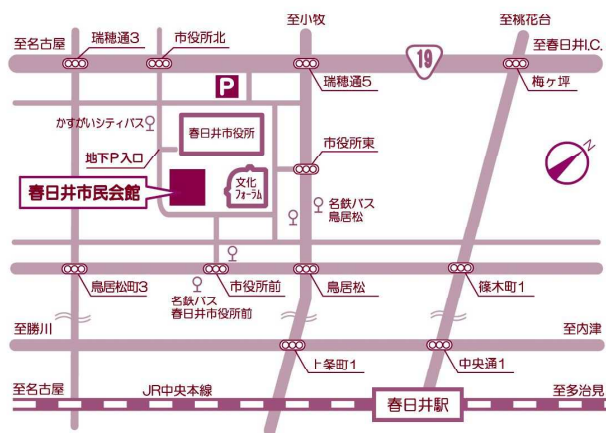 至小牧
至桃花台
至名古屋
瑞穂通3
市役所北
19
至春日井I.C.
P
瑞穂通5
梅ヶ坪
かすがいシティバス
春日井市役所
地下P入口
市役所東
N
春日井市民会館
文化
フォーラム
名鉄バス
鳥居松
鳥居松町3
市役所前
鳥居松
篠木町1
名鉄バス
春日井市役所前
至勝川
至内津
上条町1
中央通1
至名古屋
JR中央本線
春日井駅
至多治見